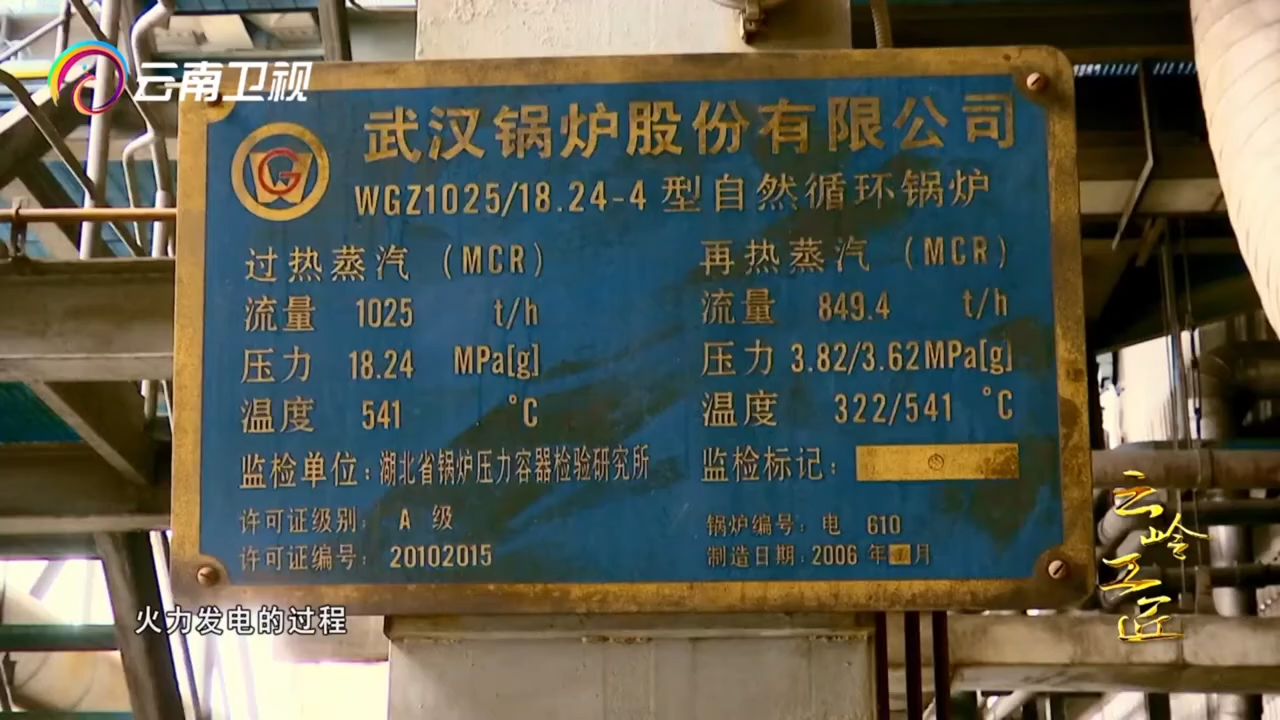 云南卫视
武汉锅炉股份有限公司
WGZ1025/18.24-4 型自然循环锅炉
过热蒸汽 (MCR)
流量 1025 t/h
压力 18.24 MPa[g]
温度 541 °C
再热蒸汽 (MCR)
流量 849.4 t/h
压力 3.82/3.62MPa[g]
温度 322/541 °C
监检单位:湖北省锅炉压力容器检验研究所
监检标记:
许可证级别: A 级
许可证编号: 20102015
锅炉编号: 电 610
制造日期: 2006 年 月
云岭工匠
火力发电的过程